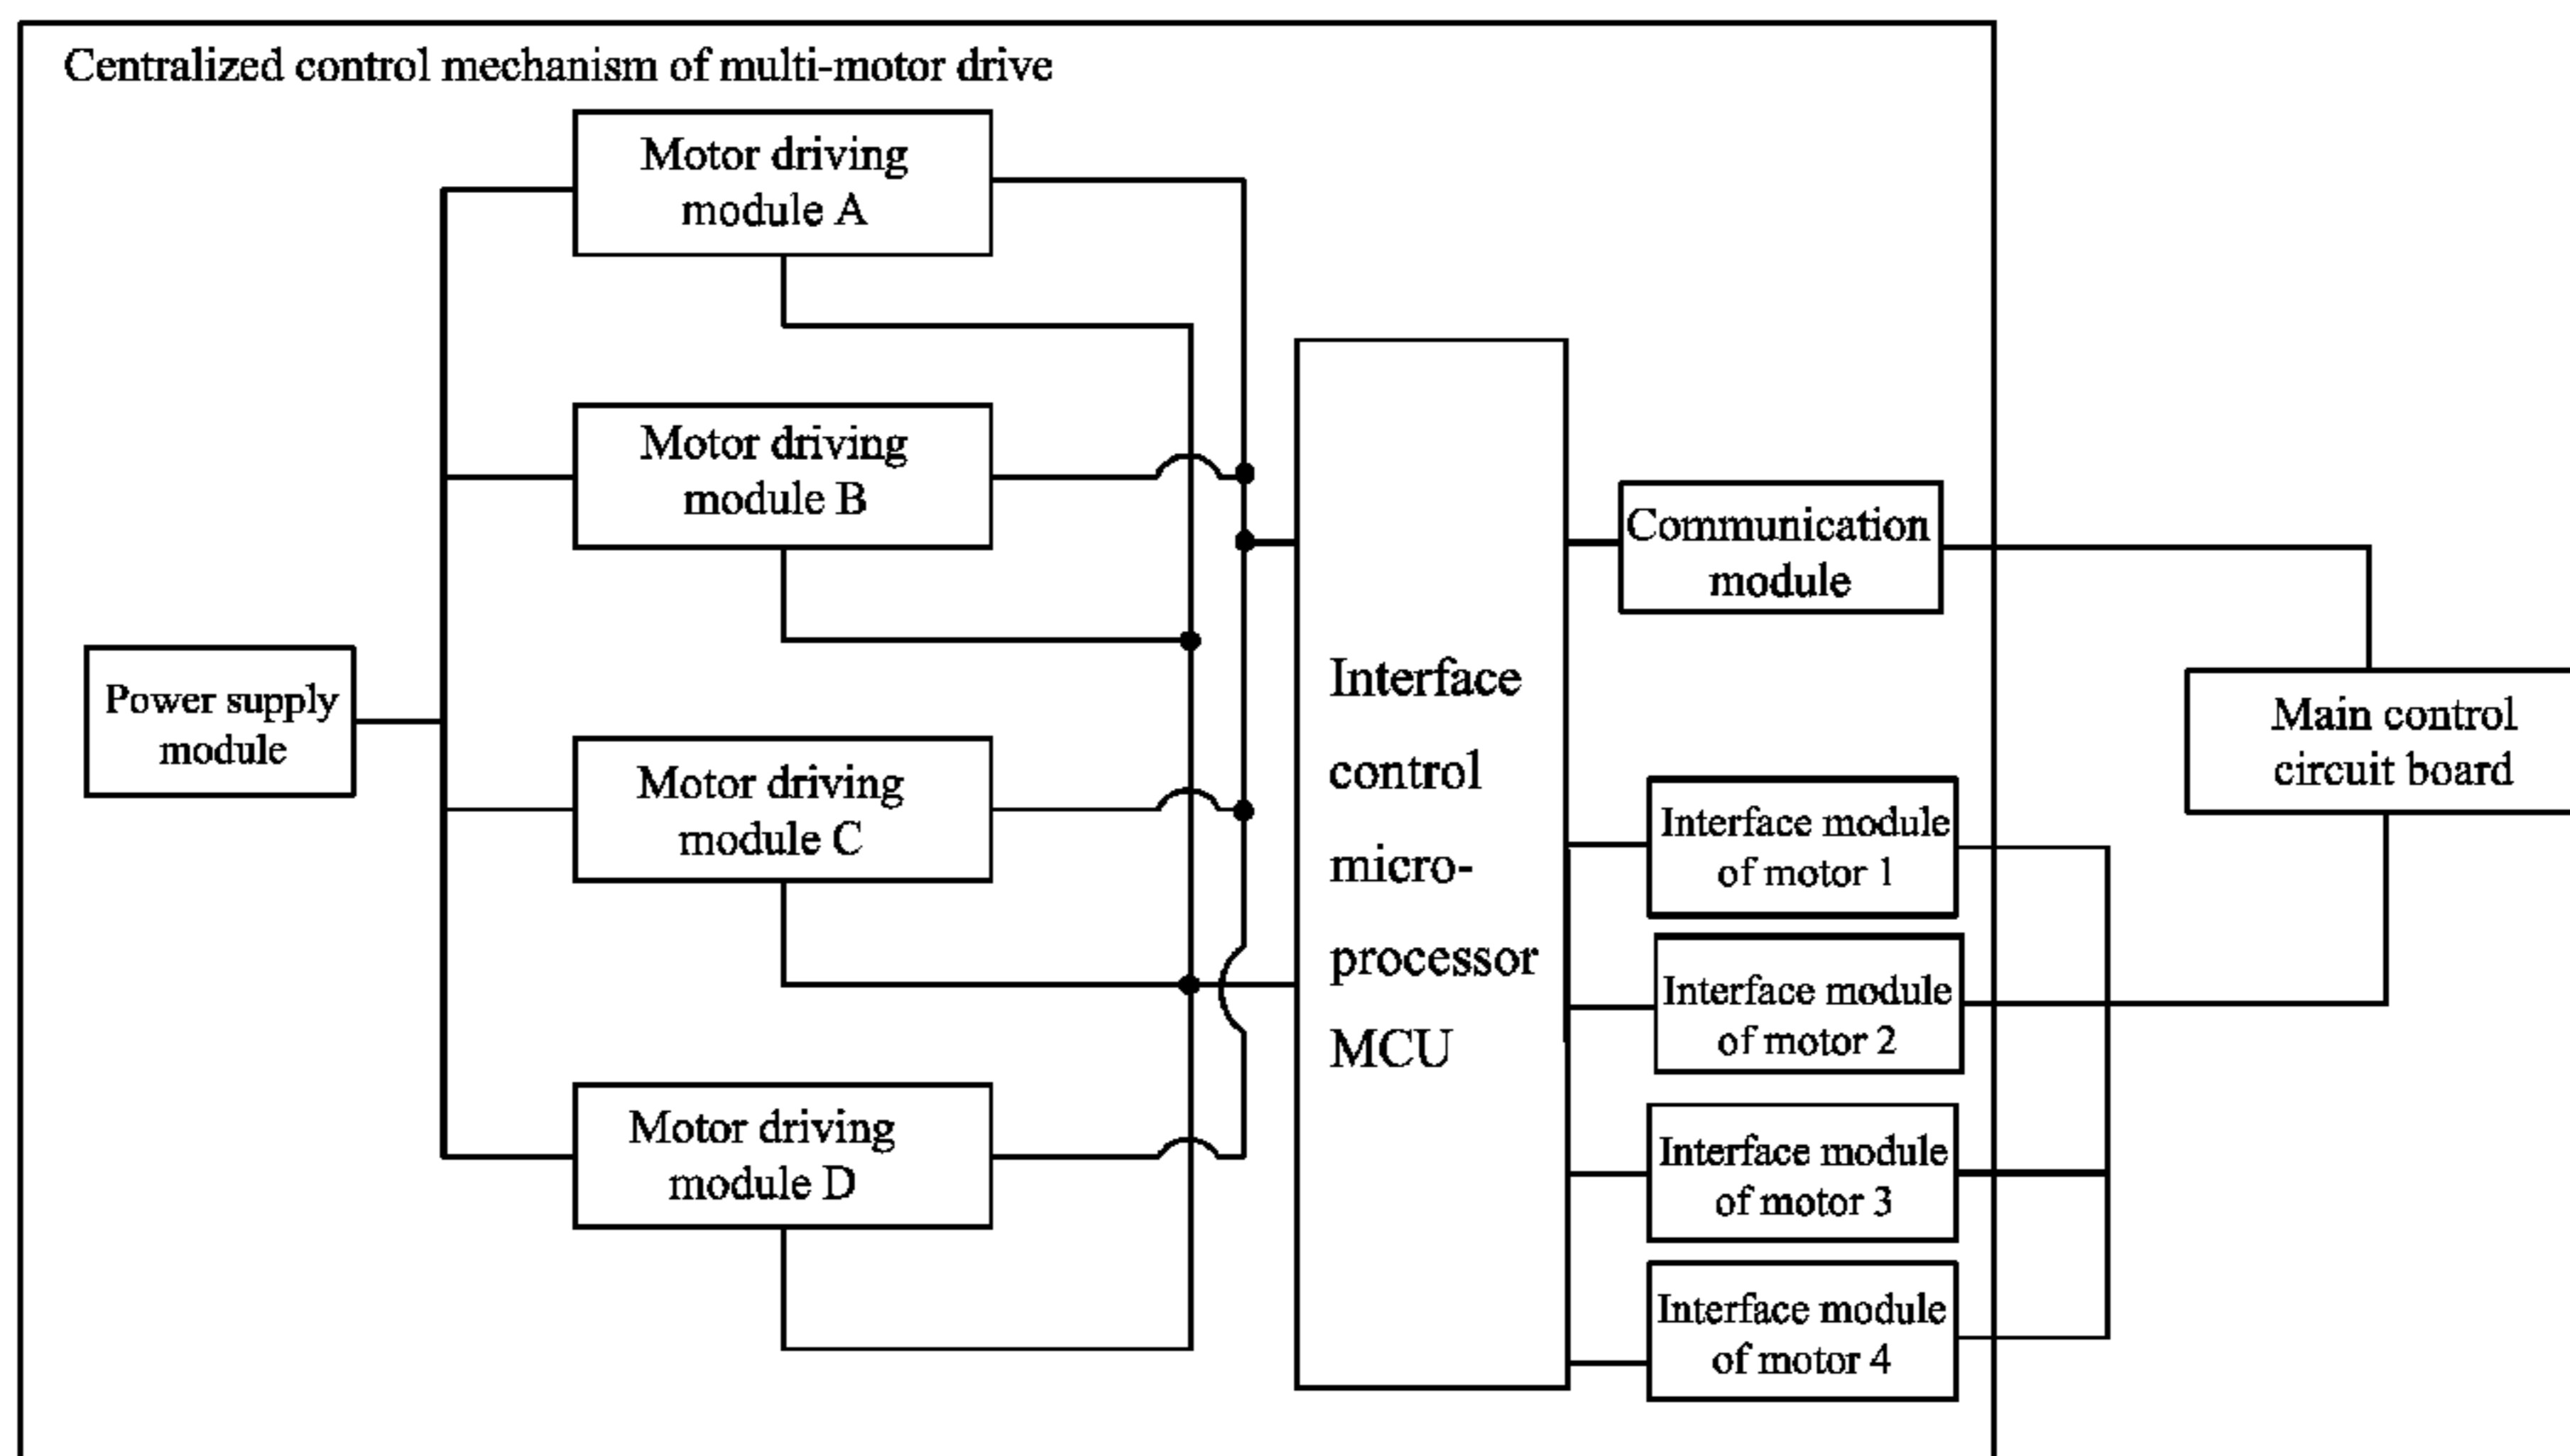 Centralized control mechanism of multi-motor drive
Motor driving
module A
Motor driving
module B
Power supply
module
Motor driving
module C
Motor driving
module D
Interface
control
micro-
processor
MCU
Communication
module
Interface module
of motor 1
Interface module
of motor 2
Interface module
of motor 3
Interface module
of motor 4
Main control
circuit board